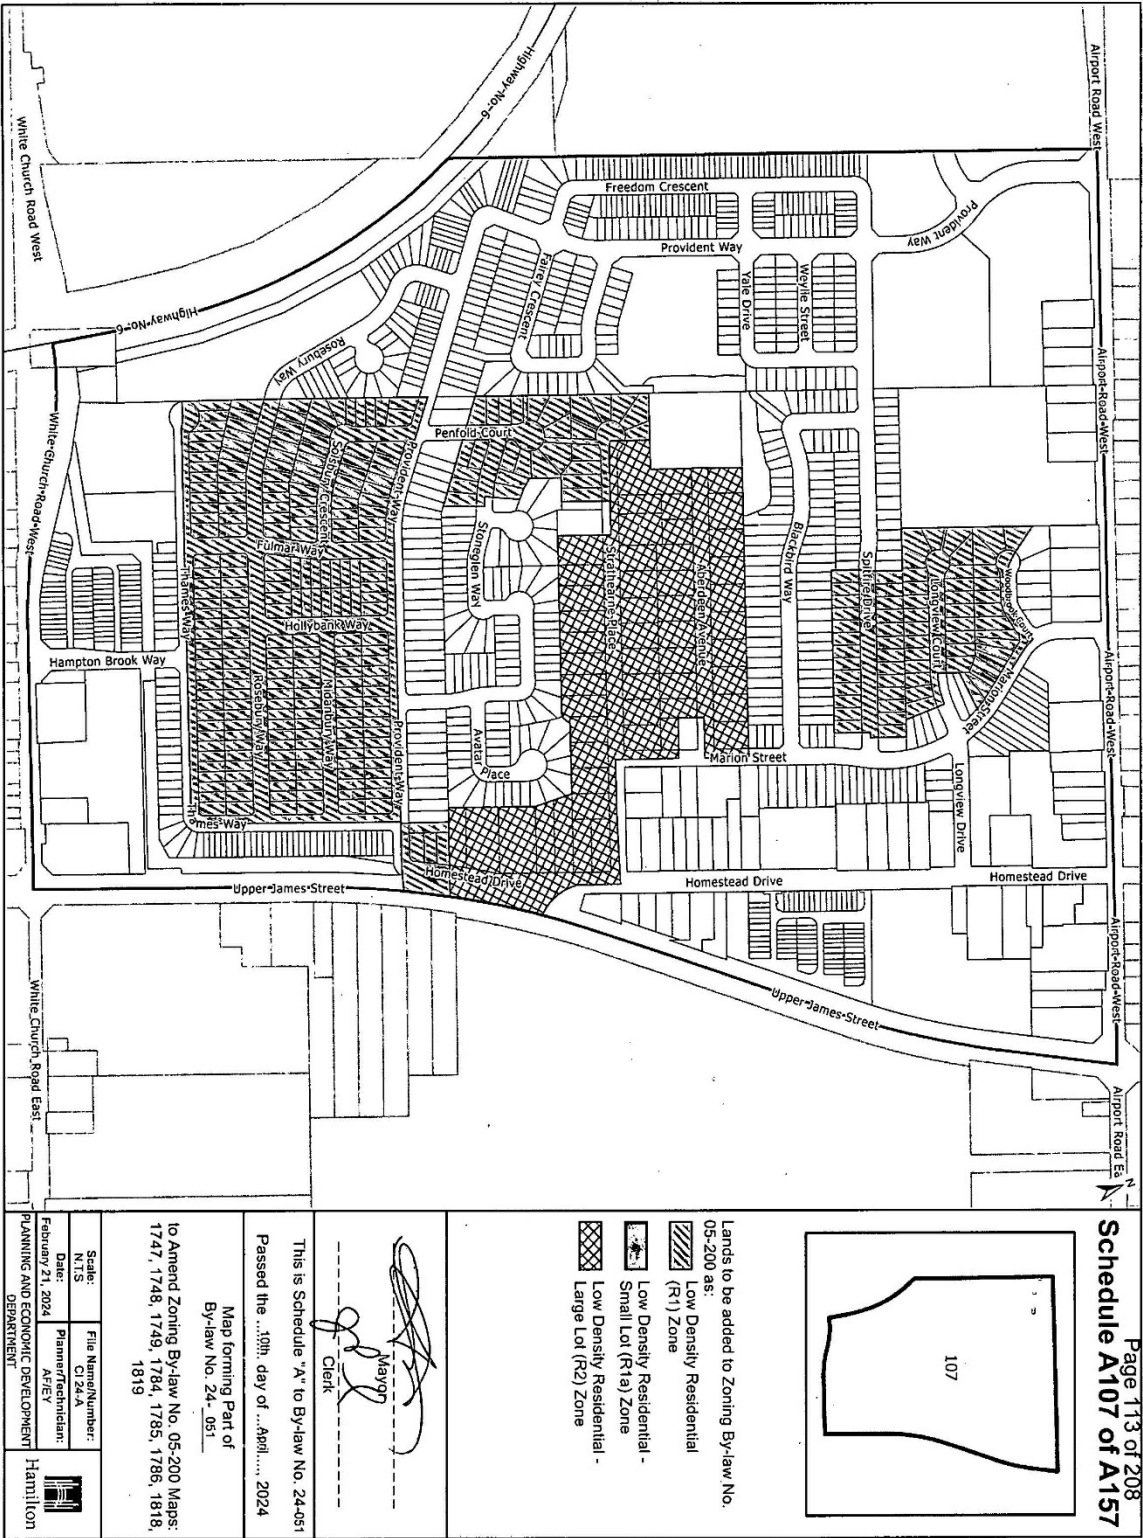 Page 113 of 208
Schedule A107 of A157
107
Lands to be added to Zoning By-law No.
05-200 as:
Low Density Residential
(R1) Zone
Low Density Residential -
Small Lot (R1a) Zone
Low Density Residential -
Large Lot (R2) Zone
Mayor
Clerk
This is Schedule "A" to By-law No. 24-051
Passed the ...10th. day of ...April...., 2024
Map forming Part of
By-law No. 24-_051_
to Amend Zoning By-law No. 05-200 Maps:
1747, 1748, 1749, 1784, 1785, 1786, 1818,
1819
Scale:
N.T.S
File Name/Number:
CI 24-A
Date:
February 21, 2024
Planner/Technician:
AF/EY
PLANNING AND ECONOMIC DEVELOPMENT
DEPARTMENT
Hamilton
N
Airport Road West
Airport Road West
Airport Road West
Airport Road West
Airport Road Ea
Highway No. 6
Highway No. 6
White Church Road West
White Church Road West
White Church Road East
Freedom Crescent
Provident Way
Provident Way
Yale Drive
Weylie Street
Fairey Crescent
Rosebury Way
Penfold Court
Provident Way
Salisbury Crescent
Fulmar Way
Hollybank Way
Thames Way
Hampton Brook Way
Rosebury Way
Nidanbury Way
Provident Way
Thames Way
Stoneglen Way
Avatar Place
Strathearne Place
Aberdeen Avenue
Blackbird Way
Spitfire Drive
Longview Court
Marion Street
Marion Street
Longview Drive
Homestead Drive
Homestead Drive
Homestead Drive
Upper James Street
Upper James Street